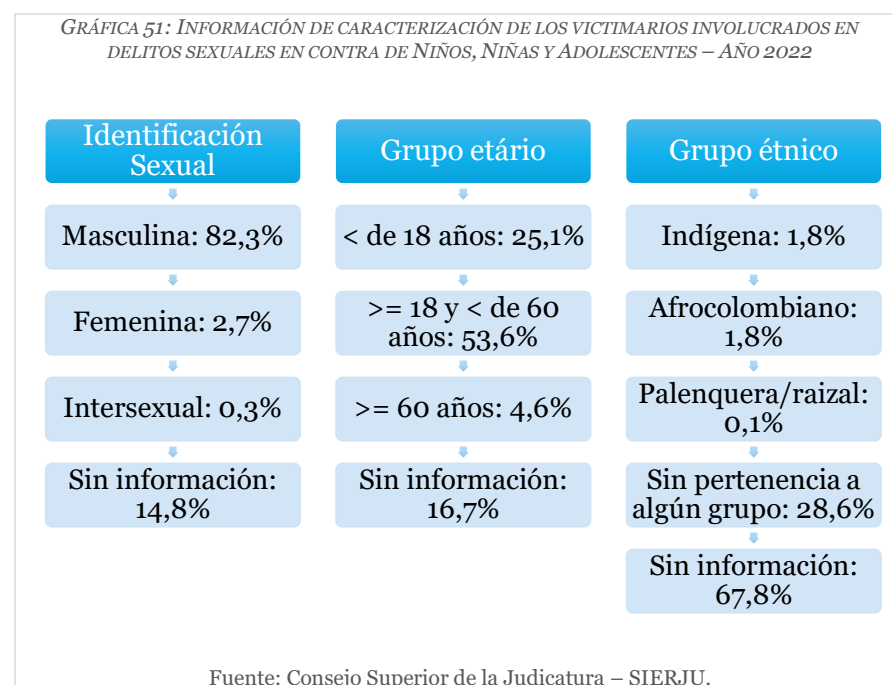 GRÁFICA 51: INFORMACIÓN DE CARACTERIZACIÓN DE LOS VICTIMARIOS INVOLUCRADOS EN
DELITOS SEXUALES EN CONTRA DE NIÑOS, NIÑAS Y ADOLESCENTES – AÑO 2022
Identificación
Sexual
Masculina: 82,3%
Femenina: 2,7%
Intersexual: 0,3%
Sin información:
14,8%
Grupo etário
< de 18 años: 25,1%
>= 18 y < de 60
años: 53,6%
>= 60 años: 4,6%
Sin información:
16,7%
Grupo étnico
Indígena: 1,8%
Afrocolombiano:
1,8%
Palenquera/raizal:
0,1%
Sin pertenencia a
algún grupo: 28,6%
Sin información:
67,8%
Fuente: Consejo Superior de la Judicatura – SIERJU.